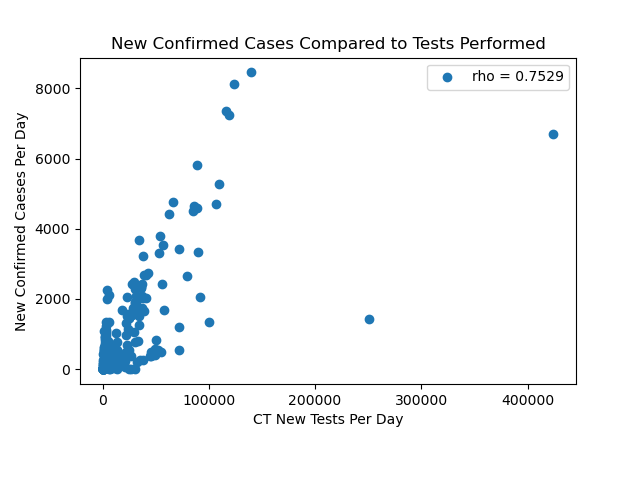 New Confirmed Cases Compared to Tests Performed
rho = 0.7529
New Confirmed Caeses Per Day
8000
6000
4000
2000
0
0 100000 200000 300000 400000
CT New Tests Per Day